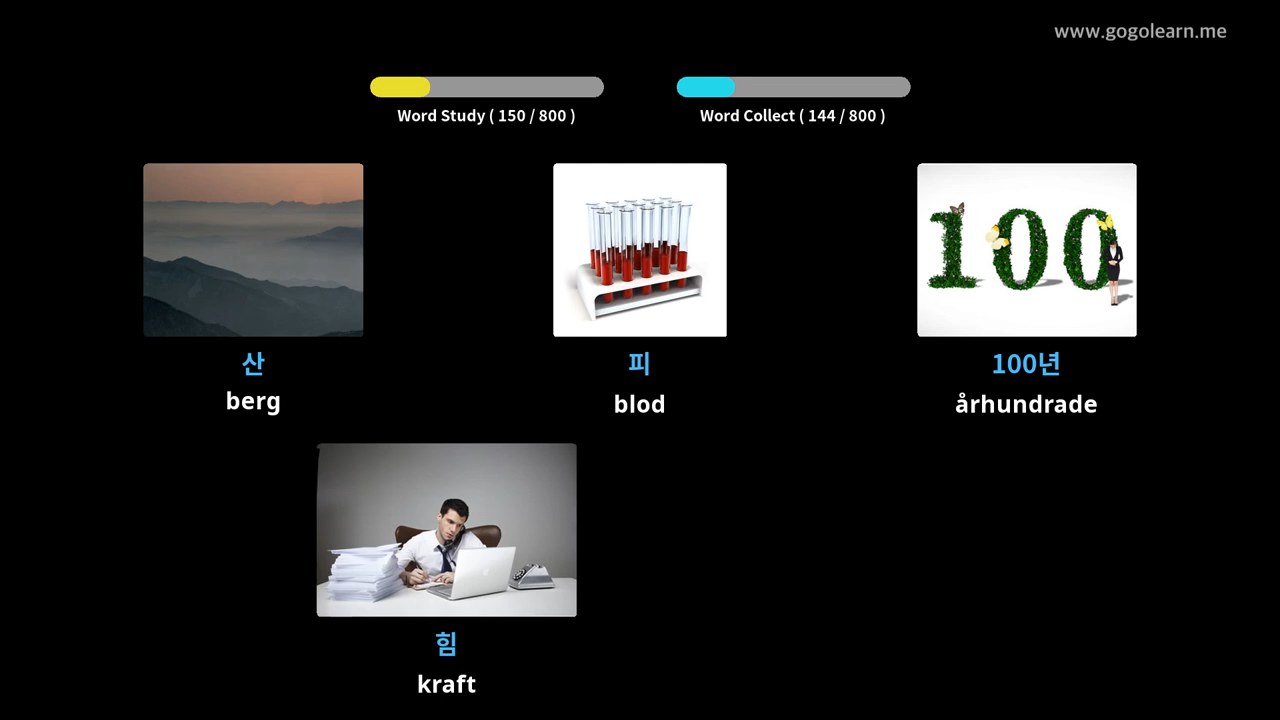 www.gogolearn.me
Word Study ( 150 / 800 )
Word Collect ( 144 / 800 )
산
berg
피
blod
100
100년
århundrade
힘
kraft